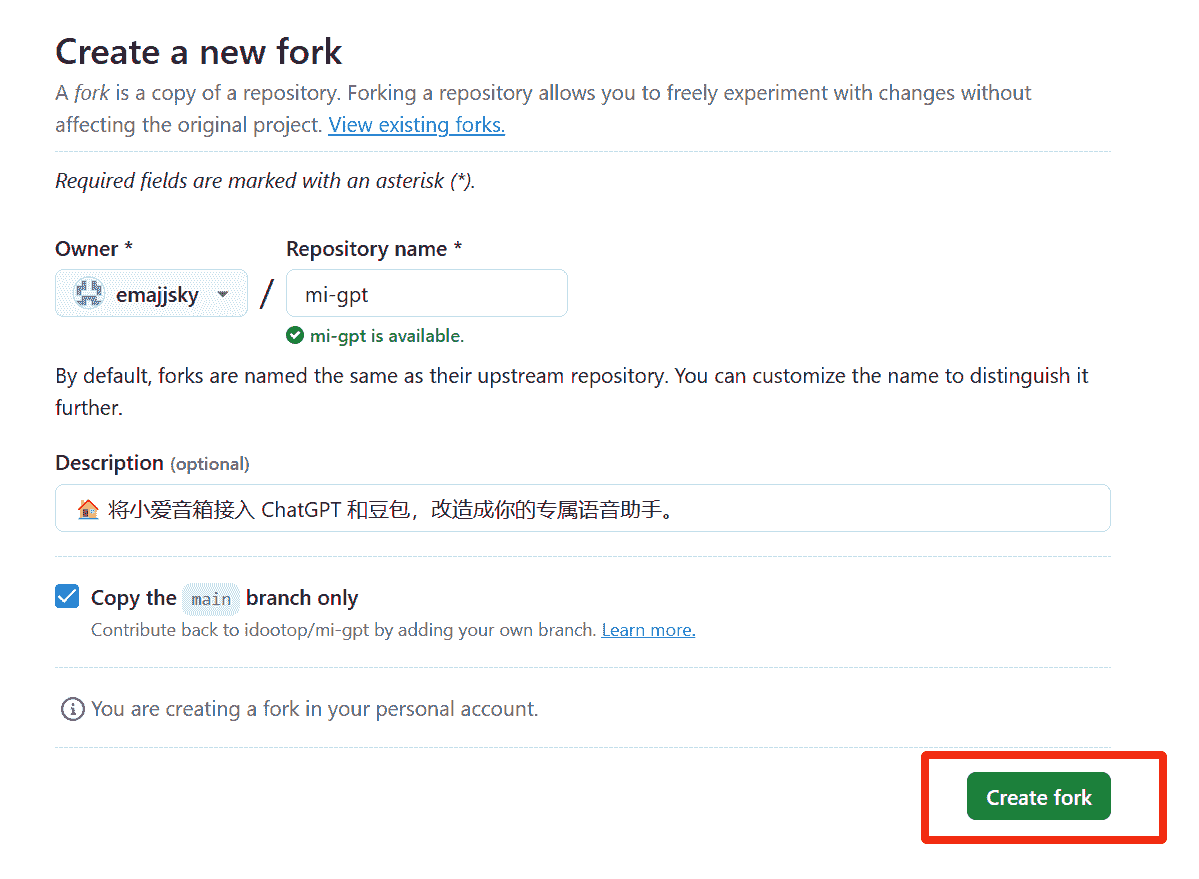 Create a new fork
A fork is a copy of a repository. Forking a repository allows you to freely experiment with changes without
affecting the original project. View existing forks.
Required fields are marked with an asterisk (*).
Owner * Repository name *
emajjsky / mi-gpt
mi-gpt is available.
By default, forks are named the same as their upstream repository. You can customize the name to distinguish it
further.
Description (optional)
🏠 将小爱音箱接入 ChatGPT 和豆包，改造成你的专属语音助手。
Copy the main branch only
Contribute back to idootop/mi-gpt by adding your own branch. Learn more.
You are creating a fork in your personal account.
Create fork